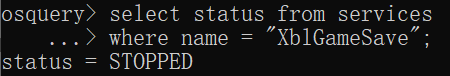 osquery> select status from services
...> where name = "XblGameSave";
status = STOPPED